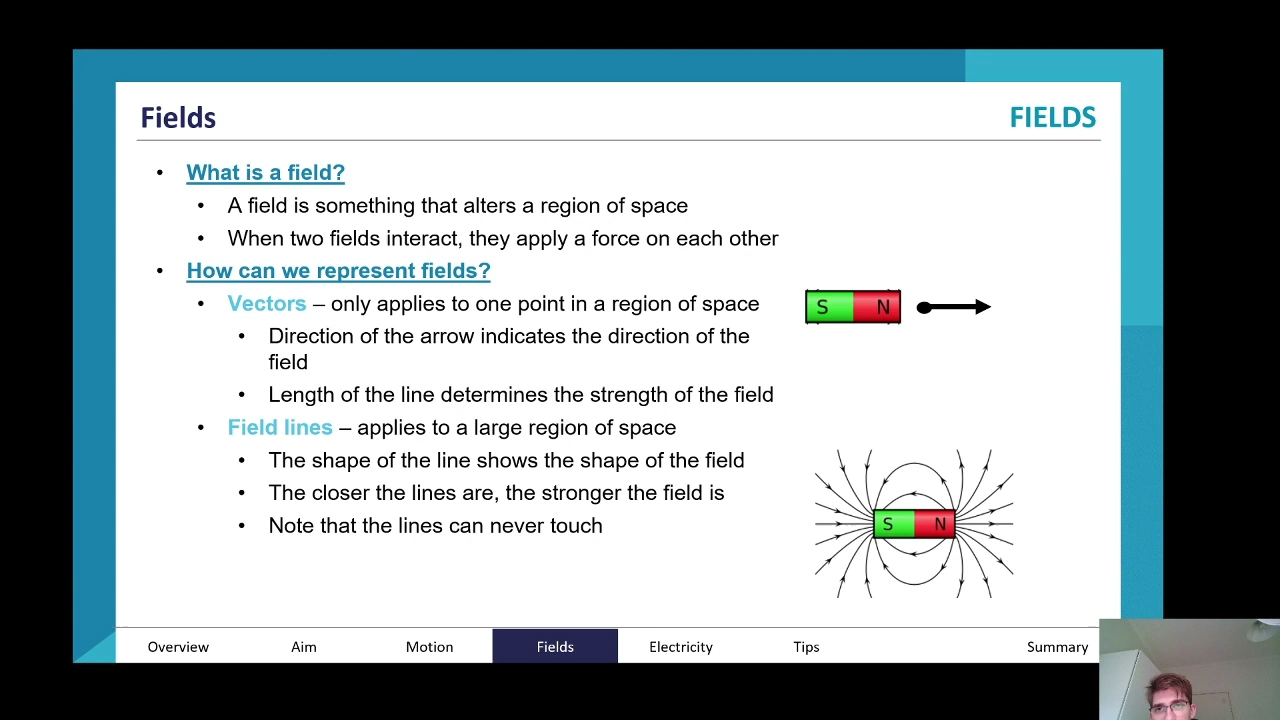 Fields
FIELDS
• What is a field?
• A field is something that alters a region of space
• When two fields interact, they apply a force on each other
• How can we represent fields?
• Vectors – only applies to one point in a region of space
• Direction of the arrow indicates the direction of the
field
• Length of the line determines the strength of the field
S N
• Field lines – applies to a large region of space
• The shape of the line shows the shape of the field
• The closer the lines are, the stronger the field is
• Note that the lines can never touch
S N
Overview Aim Motion Fields Electricity Tips Summary